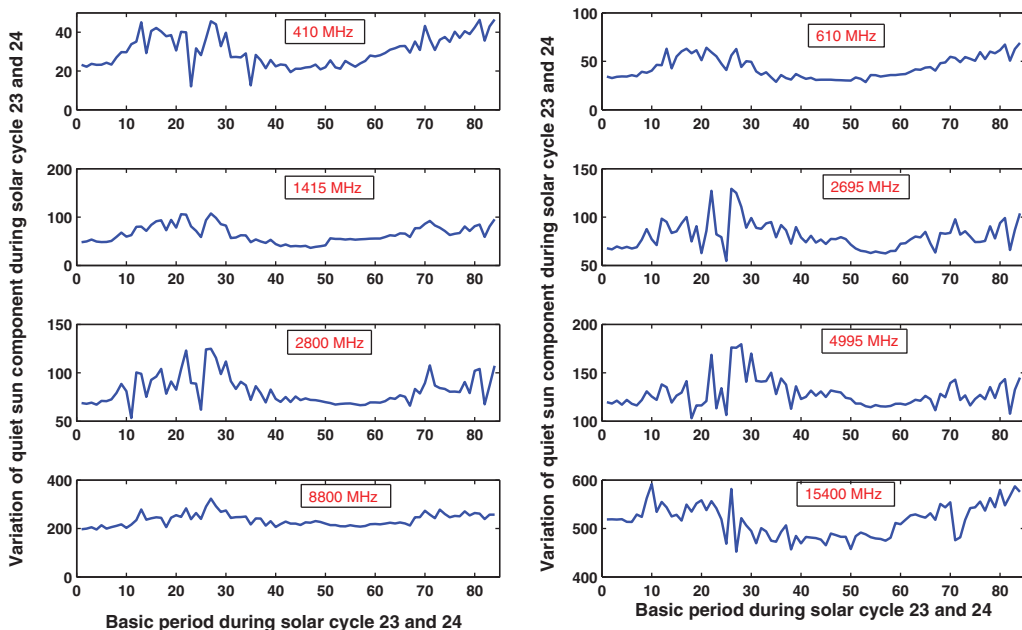 Variation of quiet sun component during solar cycle 23 and 24
410 MHz
40
20
0
0 10 20 30 40 50 60 70 80
1415 MHz
200
100
0
0 10 20 30 40 50 60 70 80
2800 MHz
150
100
50
0 10 20 30 40 50 60 70 80
8800 MHz
400
200
0
0 10 20 30 40 50 60 70 80
Basic period during solar cycle 23 and 24
Variation of quiet sun component during solar cycle 23 and 24
610 MHz
100
50
0
0 10 20 30 40 50 60 70 80
2695 MHz
150
100
50
0 10 20 30 40 50 60 70 80
4995 MHz
200
150
100
0 10 20 30 40 50 60 70 80
15400 MHz
600
500
400
0 10 20 30 40 50 60 70 80
Basic period during solar cycle 23 and 24